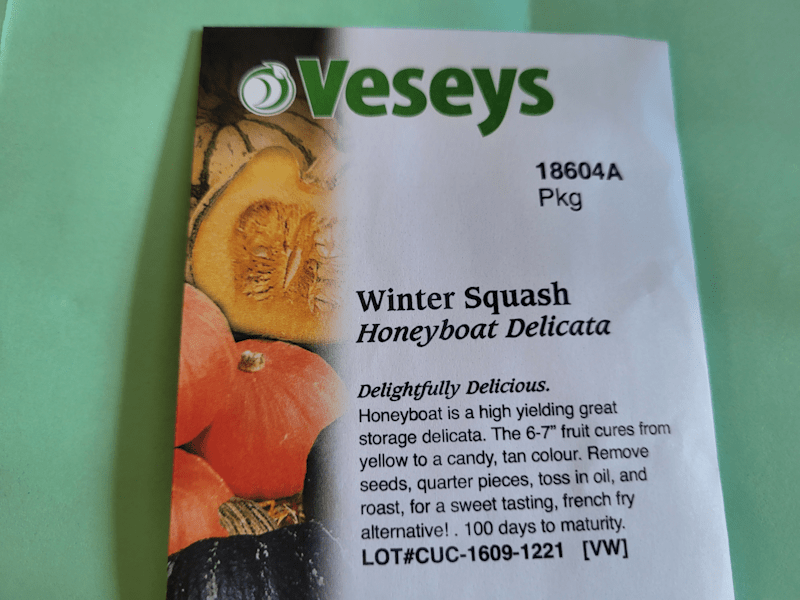 Veseys
18604A
Pkg
Winter Squash
Honeyboat Delicata
Delightfully Delicious.
Honeyboat is a high yielding great
storage delicata. The 6-7" fruit cures from
yellow to a candy, tan colour. Remove
seeds, quarter pieces, toss in oil, and
roast, for a sweet tasting, french fry
alternative! . 100 days to maturity.
LOT#CUC-1609-1221 [VW]